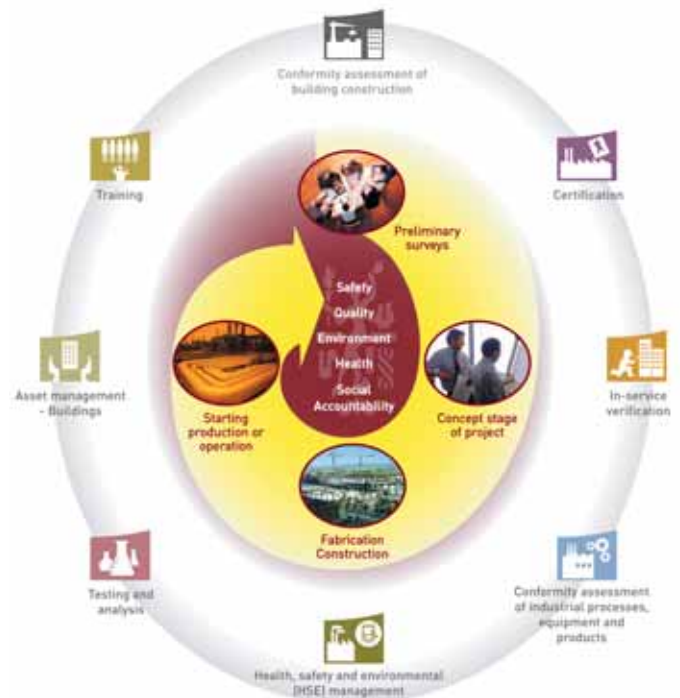 Conformity assessment of
building construction
Training
Certification
Preliminary
surveys
Safety
Quality
Environment
Health
Social
Accountability
Asset management
- Buildings
Starting
production or
operation
Concept stage
of project
In-service
verification
Fabrication
Construction
Testing and
analysis
Conformity assessment
of industrial processes,
equipment and
products
Health, safety and environmental
[HSE] management